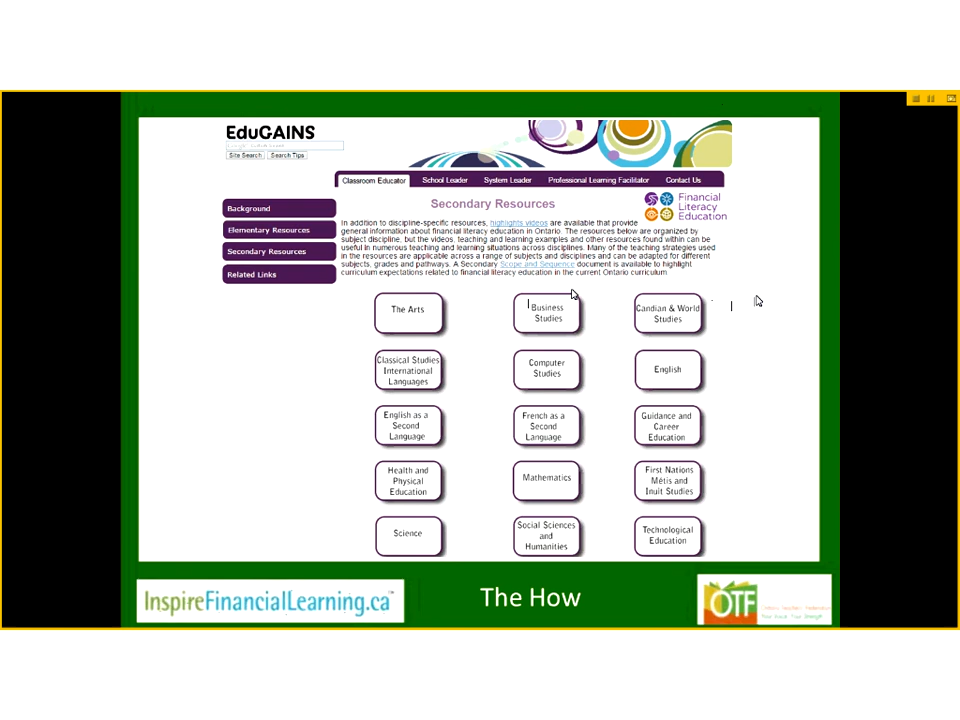 EduGAINS
Site Search
Search Tips
Classroom Educator
School Leader
System Leader
Professional Learning Facilitator
Contact Us
Background
Elementary Resources
Secondary Resources
Related Links
Secondary Resources
Financial
Literacy
Education
In addition to discipline-specific resources, highlights videos are available that provide
general information about financial literacy education in Ontario. The resources below are organized by
subject discipline, but the videos, teaching and learning examples and other resources found within can be
useful in numerous teaching and learning situations across disciplines. Many of the teaching strategies used
in the resources are applicable across a range of subjects and disciplines and can be adapted for different
subjects, grades and pathways. A Secondary Scope and Sequence document is available to highlight
curriculum expectations related to financial literacy education in the current Ontario curriculum
The Arts
Business
Studies
Candian & World
Studies
Classical Studies
International
Languages
Computer
Studies
English
English as a
Second
Language
French as a
Second
Language
Guidance and
Career
Education
Health and
Physical
Education
Mathematics
First Nations
Métis and
Inuit Studies
Science
Social Sciences
and
Humanities
Technological
Education
InspireFinancialLearning.ca™
The How
OTF